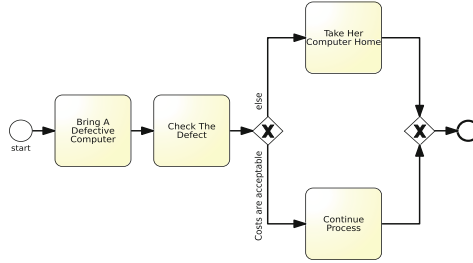 Take Her
Computer Home
else
Bring A
Defective
Computer
Check The
Defect
start
Costs are acceptable
Continue
Process